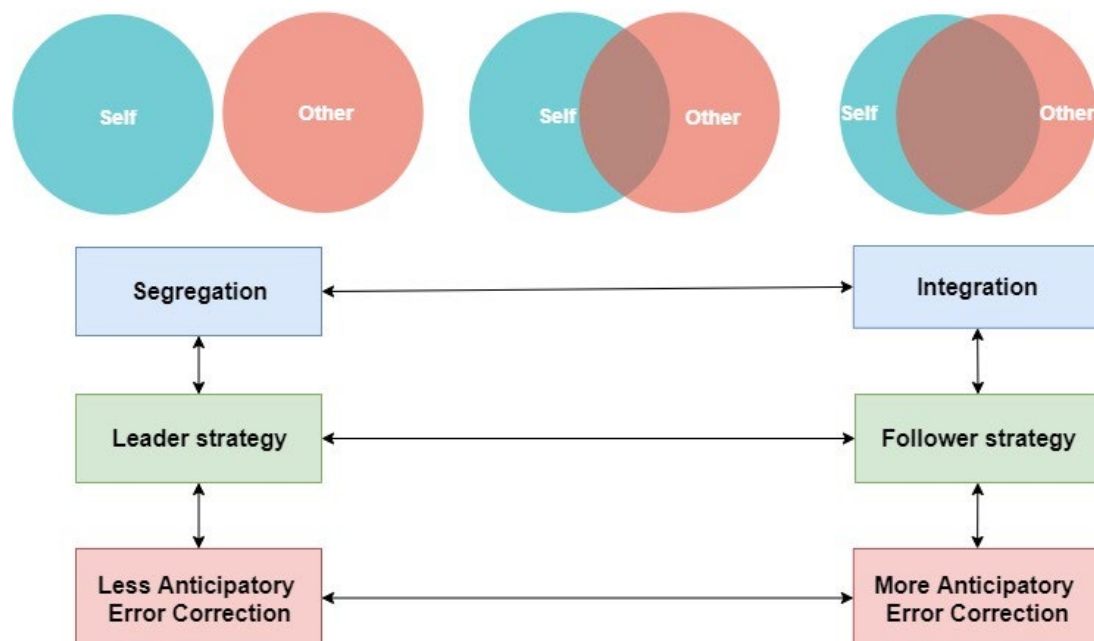 Self
Other
Self
Other
Self
Other
Segregation
Integration
Leader strategy
Follower strategy
Less Anticipatory
Error Correction
More Anticipatory
Error Correction